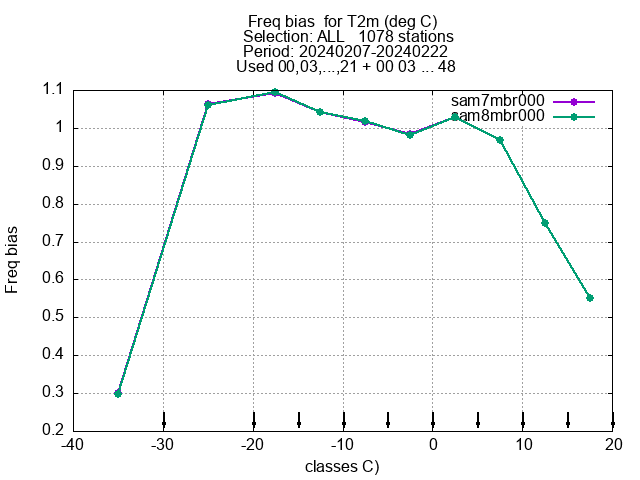 Freq bias  for T2m (deg C)
Selection: ALL   1078 stations
Period: 20240207-20240222
Used 00,03,...,21 + 00 03 ... 48
sam7mbr000
sam8mbr000
1.1
1
0.9
0.8
0.7
0.6
0.5
0.4
0.3
0.2
Freq bias
-40
-30
-20
-10
0
10
20
classes C)